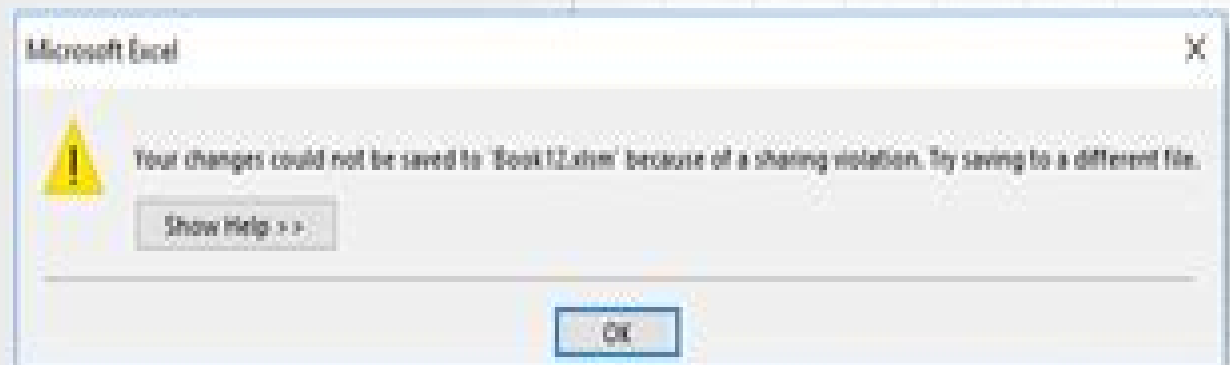 Microsoft Excel
Your changes could not be saved to 'Book12.xlsm' because of a sharing violation. Try saving to a different file.
Show Help >>
OK